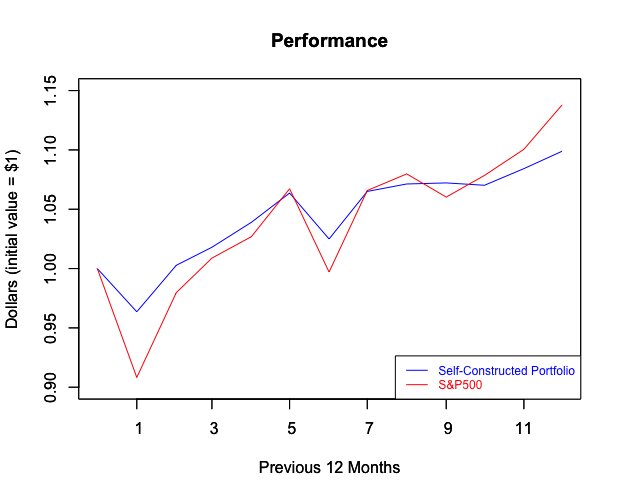 Performance
Dollars (initial value = $1)
1.15
1.10
1.05
1.00
0.95
0.90
Self-Constructed Portfolio
S&P500
1 3 5 7 9 11
Previous 12 Months